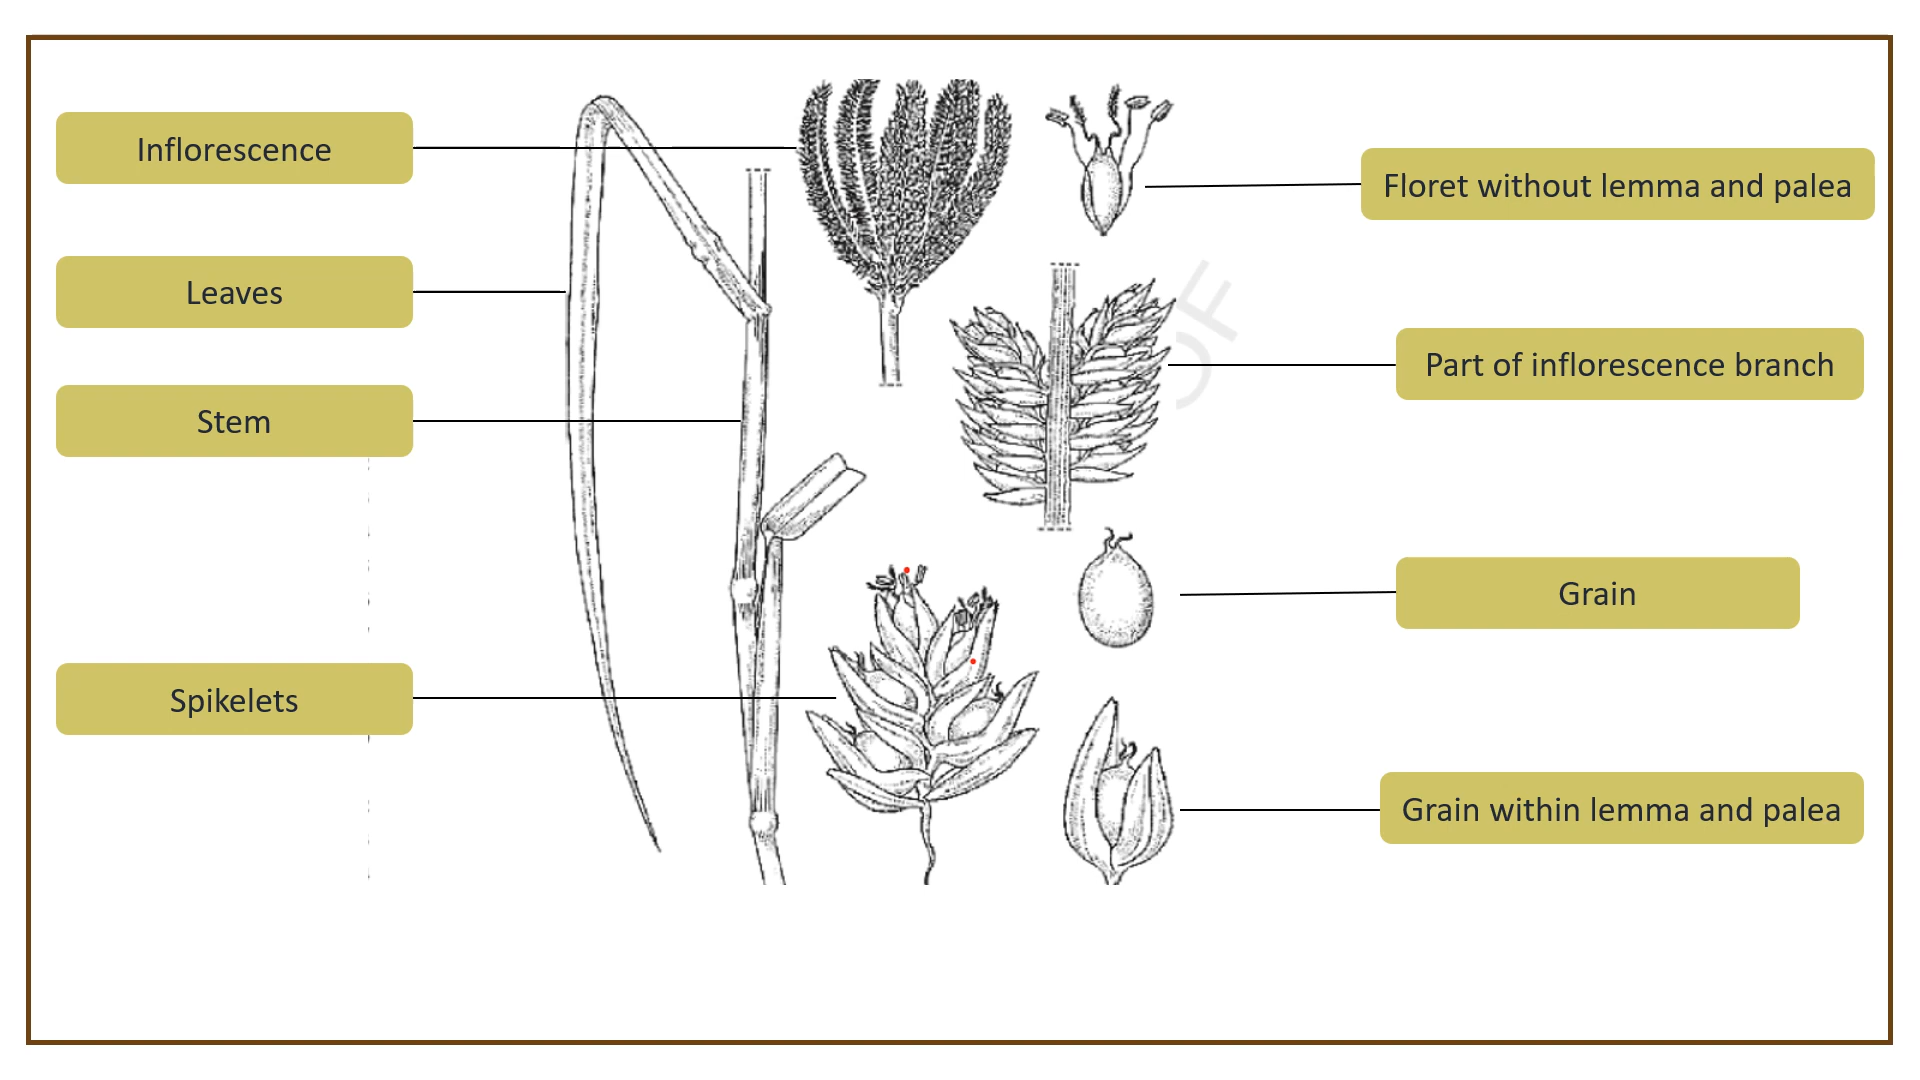 Inflorescence
Leaves
Stem
Spikelets
Floret without lemma and palea
Part of inflorescence branch
Grain
Grain within lemma and palea
OF